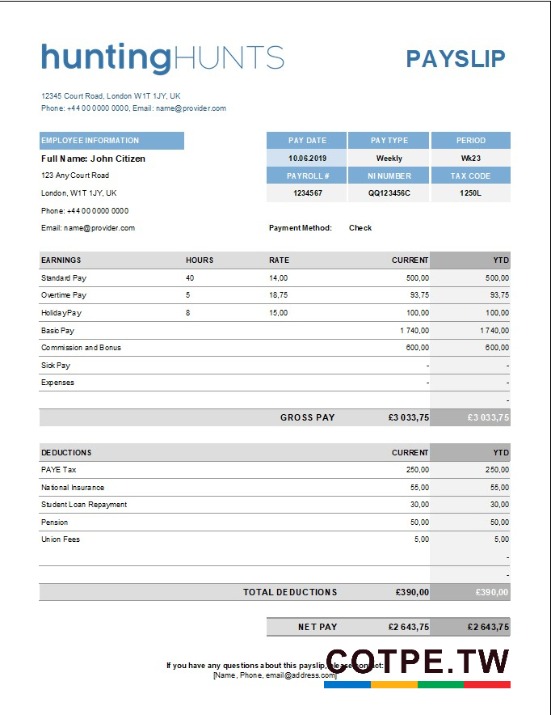 huntingHUNTS
PAYSLIP
12345 Court Road, London W1T 1JY, UK
Phone: +44 00 0000 0000, Email: name@provider.com
EMPLOYEE INFORMATION PAY DATE PAY TYPE PERIOD
Full Name: John Citizen 10.06.2019 Weekly Wk23
123 Any Court Road PAYROLL # NI NUMBER TAX CODE
London, W1T 1JY, UK 1234567 QQ123456C 1250L
Phone: +44 00 0000 0000
Email: name@provider.com Payment Method: Check
EARNINGS HOURS RATE CURRENT YTD
Standard Pay 40 14,00 500,00 500,00
Overtime Pay 5 18,75 93,75 93,75
Holiday Pay 8 15,00 100,00 100,00
Basic Pay 1 740,00 1 740,00
Commission and Bonus 600,00 600,00
Sick Pay - -
Expenses - -
-
GROSS PAY £3 033,75 £3 033,75
DEDUCTIONS CURRENT YTD
PAYE Tax 250,00 250,00
National Insurance 55,00 55,00
Student Loan Repayment 30,00 30,00
Pension 50,00 50,00
Union Fees 5,00 5,00
-
-
TOTAL DEDUCTIONS £390,00 £390,00
NET PAY £2 643,75 £2 643,75
If you have any questions about this payslip, please contact:
[Name, Phone, email@address.com]
COTPE.TW